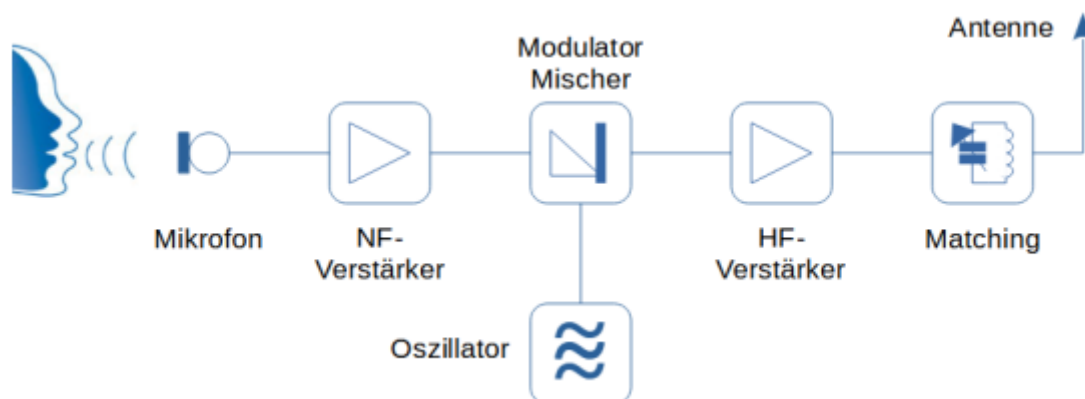 Antenne
Modulator
Mischer
Mikrofon
NF-
Verstärker
HF-
Verstärker
Matching
Oszillator